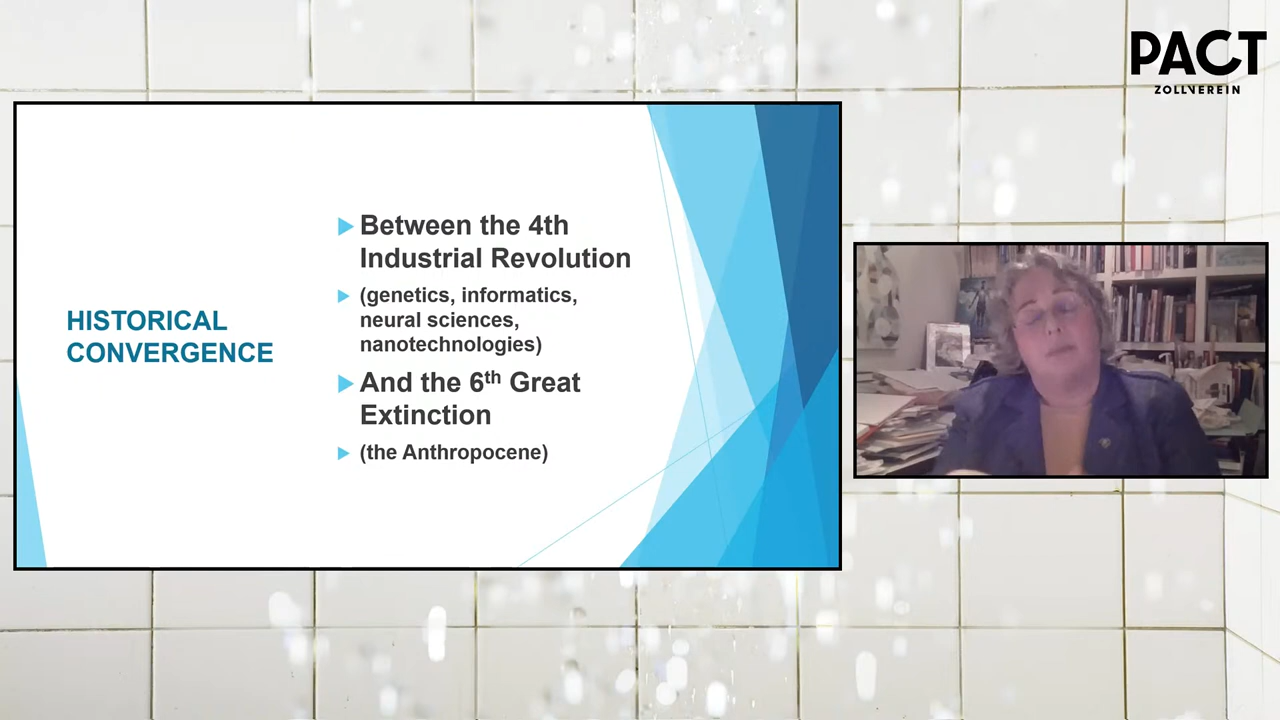 PACT
ZOLLVEREIN
HISTORICAL
CONVERGENCE
Between the 4th
Industrial Revolution
(genetics, informatics,
neural sciences,
nanotechnologies)
And the 6th Great
Extinction
(the Anthropocene)